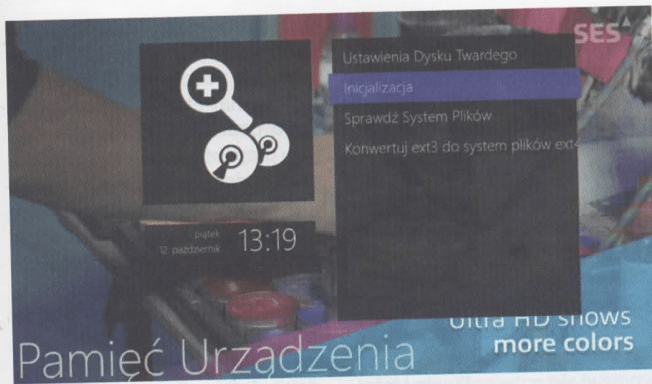 SES
Ustawienia Dysku Twardego
Inicjalizacja
Sprawdź System Plików
Konwertuj ext3 do system plików ext4
piątek
12. październik
13:19
Ultra HD shows
more colors
Pamięć Urządzenia